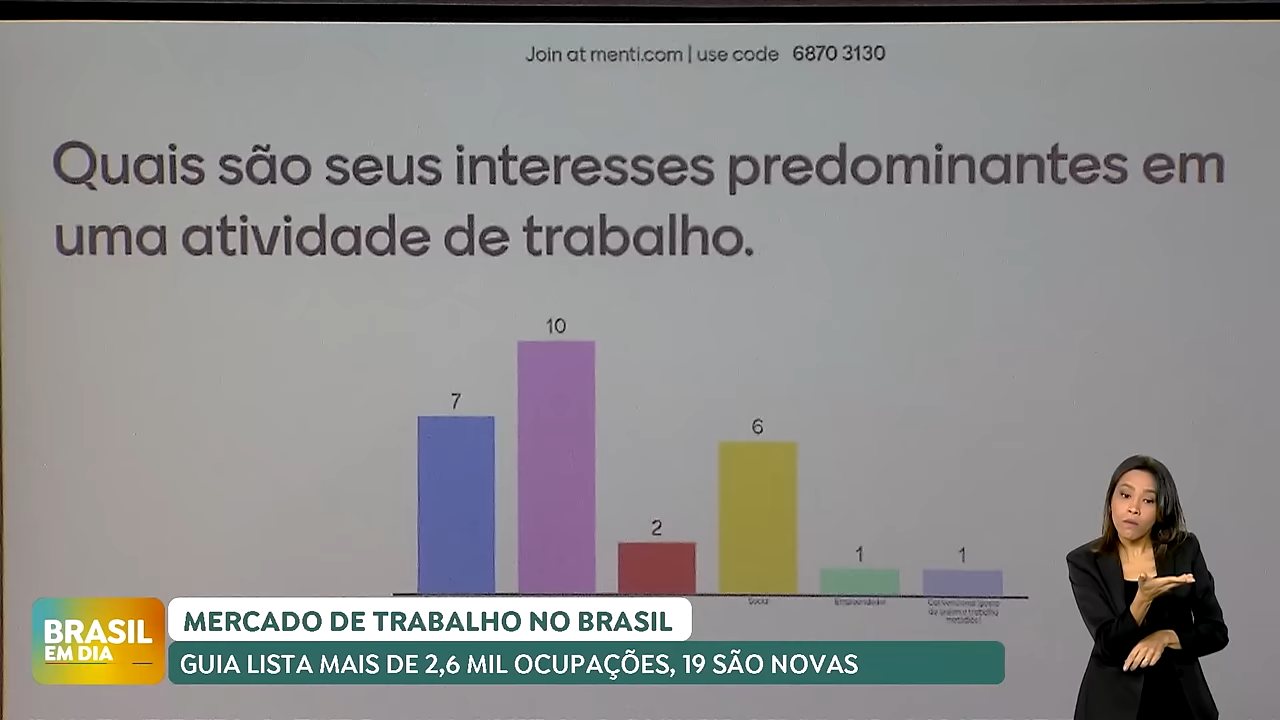 Join at menti.com | use code 6870 3130
Quais são seus interesses predominantes em
uma atividade de trabalho.
10
7
6
2
1
1
Social
Empreendedor
MERCADO DE TRABALHO NO BRASIL
BRASIL
EM DIA
GUIA LISTA MAIS DE 2,6 MIL OCUPAÇÕES, 19 SÃO NOVAS